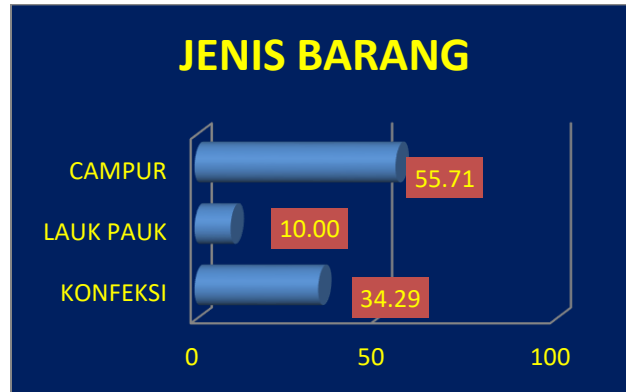 JENIS BARANG
CAMPUR
55.71
LAUK PAUK
10.00
KONFEKSI
34.29
0
50
100